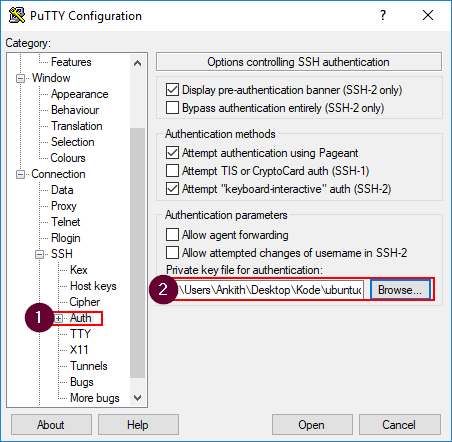 PuTTY Configuration
Category:
Features
Window
Appearance
Behaviour
Translation
Selection
Colours
Connection
Data
Proxy
Telnet
Rlogin
SSH
Kex
Host keys
Cipher
1
Auth
TTY
X11
Tunnels
Bugs
More bugs
Options controlling SSH authentication
Display pre-authentication banner (SSH-2 only)
Bypass authentication entirely (SSH-2 only)
Authentication methods
Attempt authentication using Pageant
Attempt TIS or CryptoCard auth (SSH-1)
Attempt "keyboard-interactive" auth (SSH-2)
Authentication parameters
Allow agent forwarding
Allow attempted changes of username in SSH-2
Private key file for authentication:
2 \Users\Ankith\Desktop\Kode\ubuntuc Browse...
About Help Open Cancel